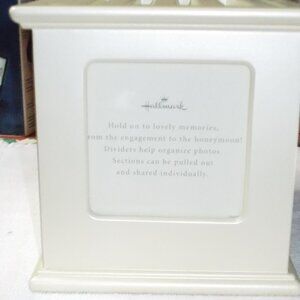 Hallmark
Hold on to lovely memories,
from the engagement to the honeymoon!
Dividers help organize photos.
Sections can be pulled out
and shared individually.